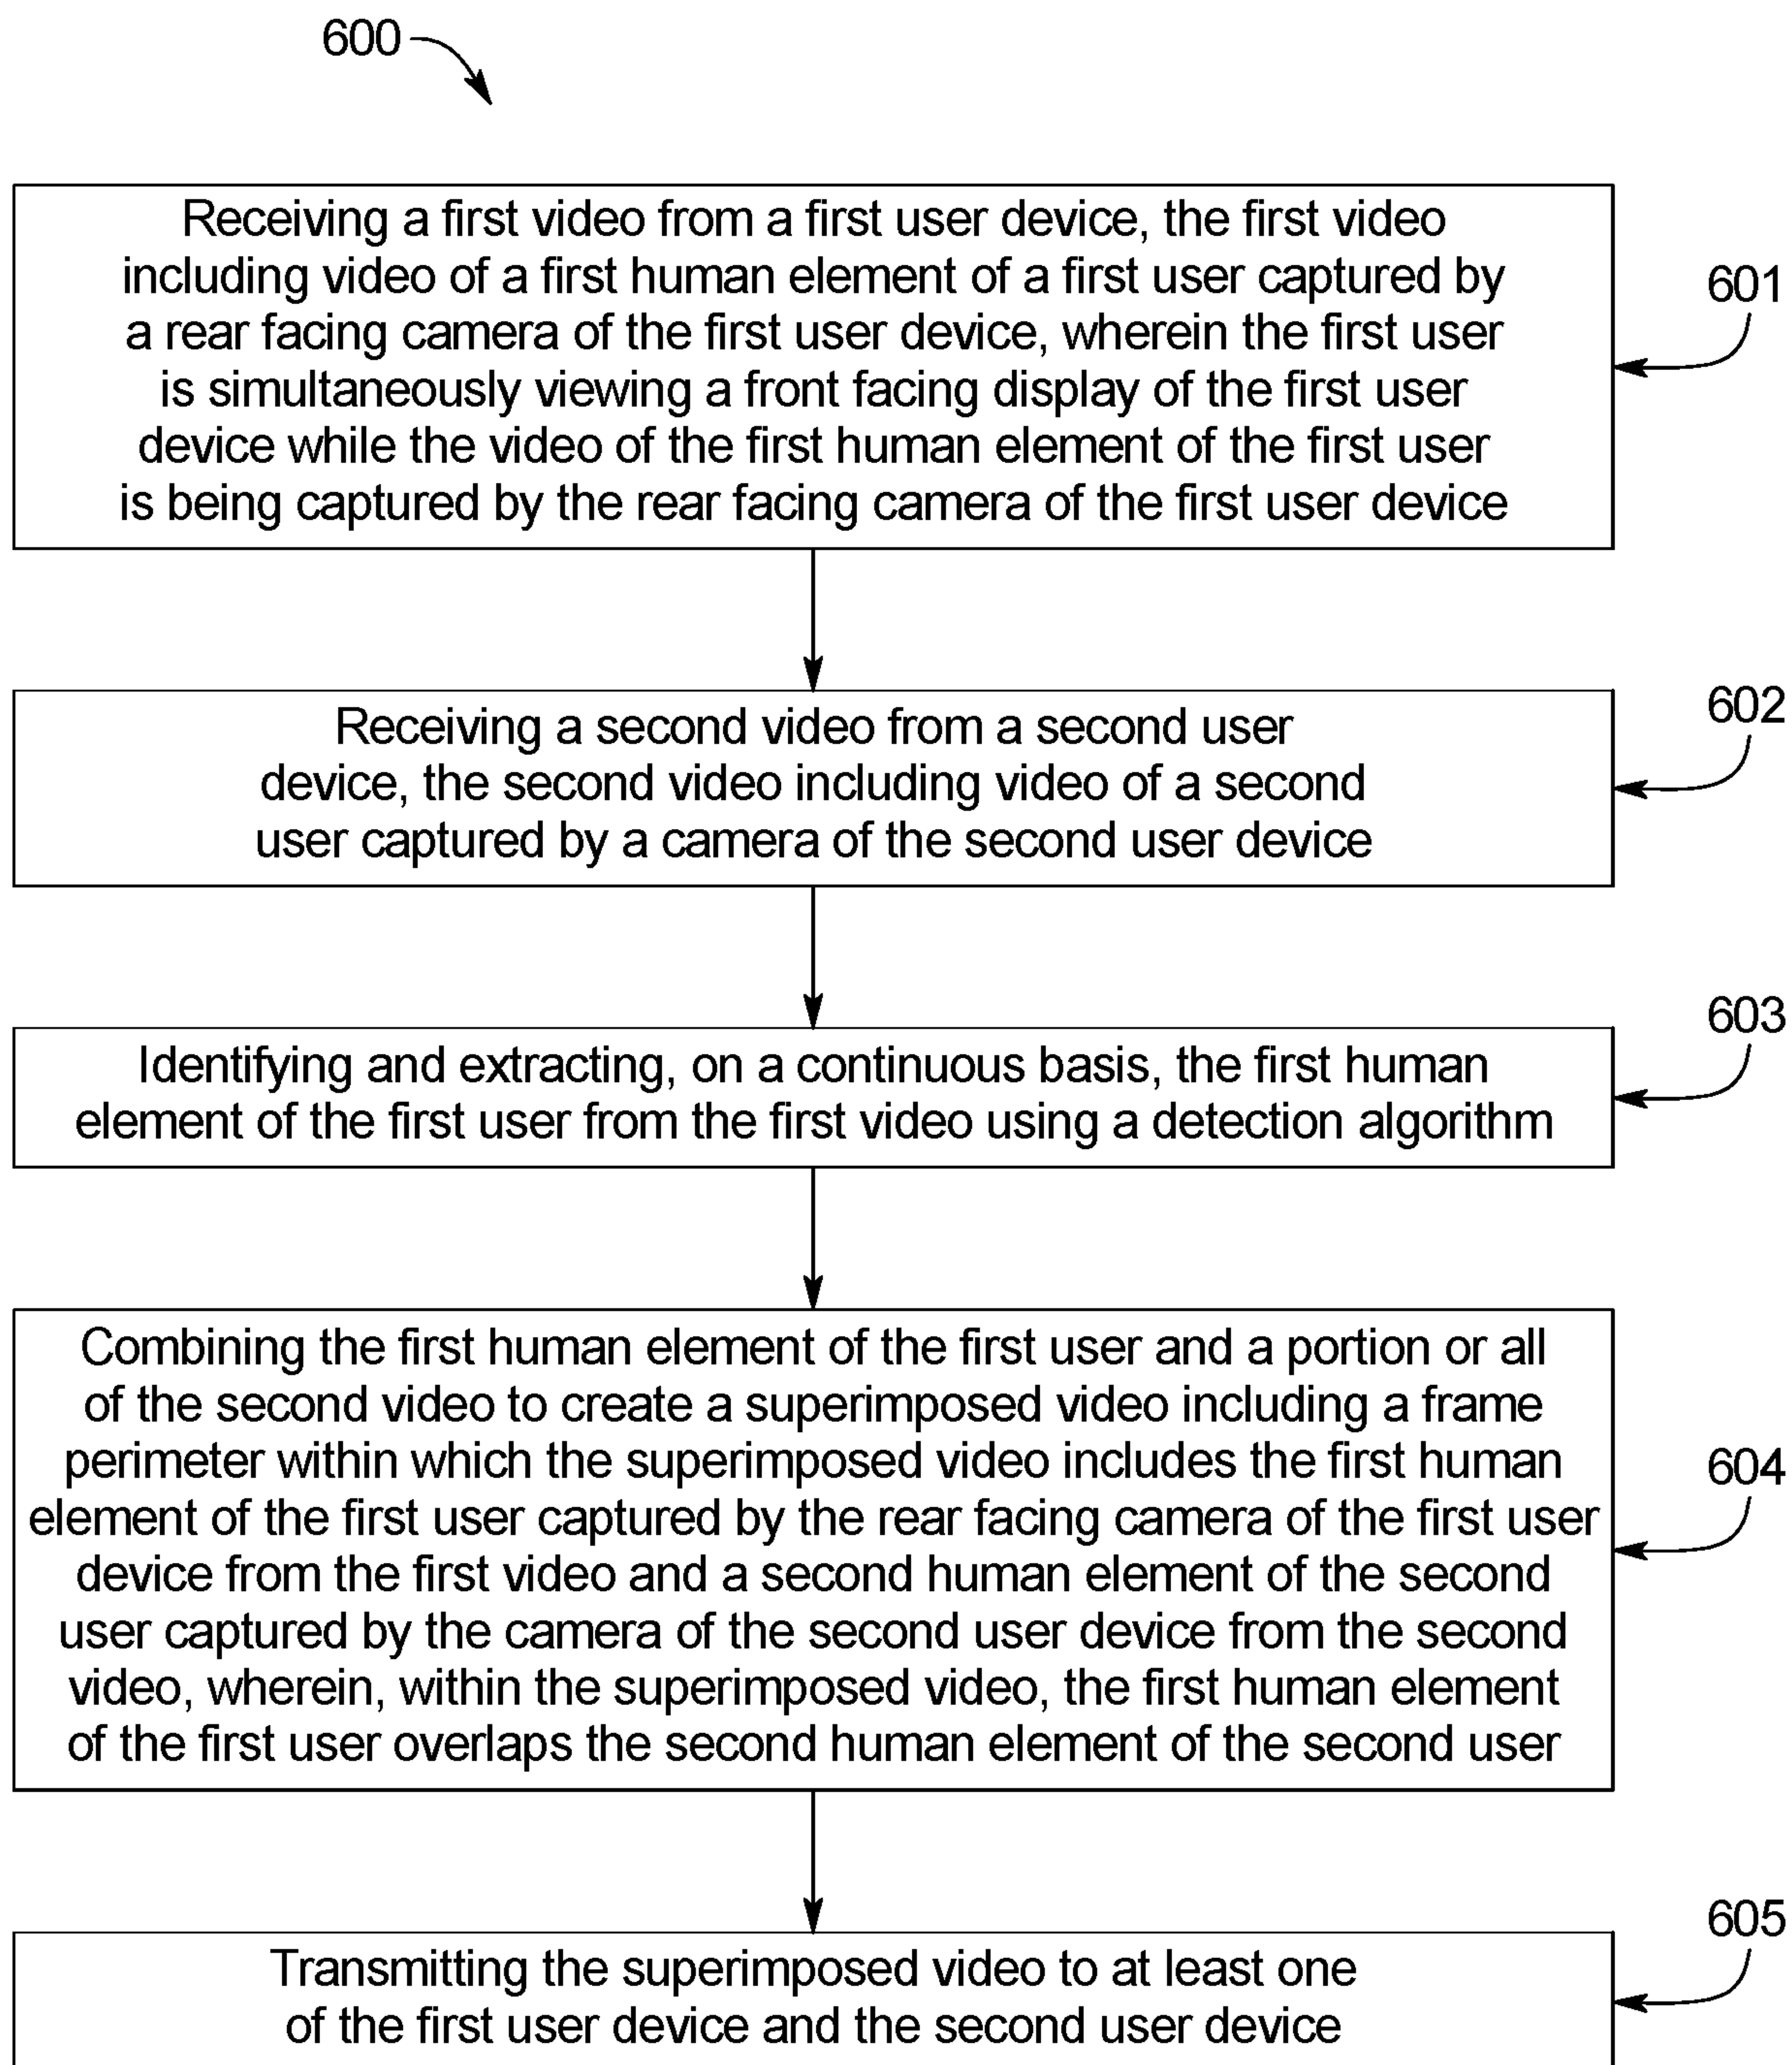 600
Receiving a first video from a first user device, the first video
including video of a first human element of a first user captured by
a rear facing camera of the first user device, wherein the first user
is simultaneously viewing a front facing display of the first user
device while the video of the first human element of the first user
is being captured by the rear facing camera of the first user device
601
Receiving a second video from a second user
device, the second video including video of a second
user captured by a camera of the second user device
602
Identifying and extracting, on a continuous basis, the first human
element of the first user from the first video using a detection algorithm
603
Combining the first human element of the first user and a portion or all
of the second video to create a superimposed video including a frame
perimeter within which the superimposed video includes the first human
element of the first user captured by the rear facing camera of the first user
device from the first video and a second human element of the second
user captured by the camera of the second user device from the second
video, wherein, within the superimposed video, the first human element
of the first user overlaps the second human element of the second user
604
Transmitting the superimposed video to at least one
of the first user device and the second user device
605